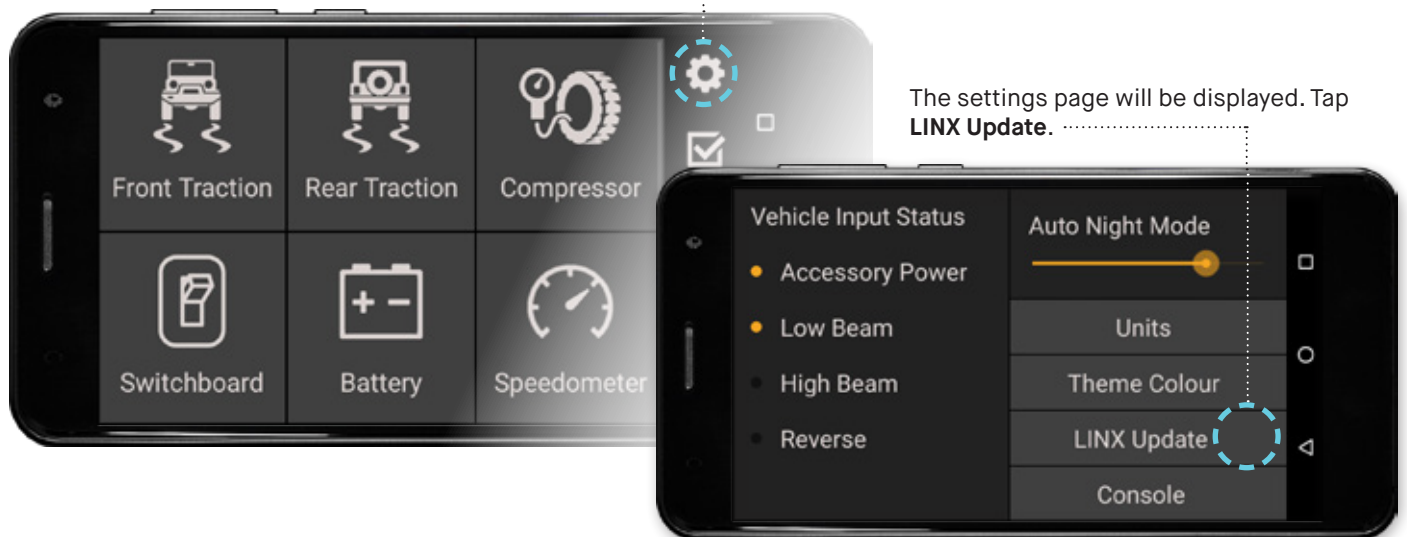 Front Traction
Rear Traction
Compressor
Switchboard
Battery
Speedometer
The settings page will be displayed. Tap
LINX Update.
Vehicle Input Status
Accessory Power
Low Beam
High Beam
Reverse
Auto Night Mode
Units
Theme Colour
LINX Update
Console